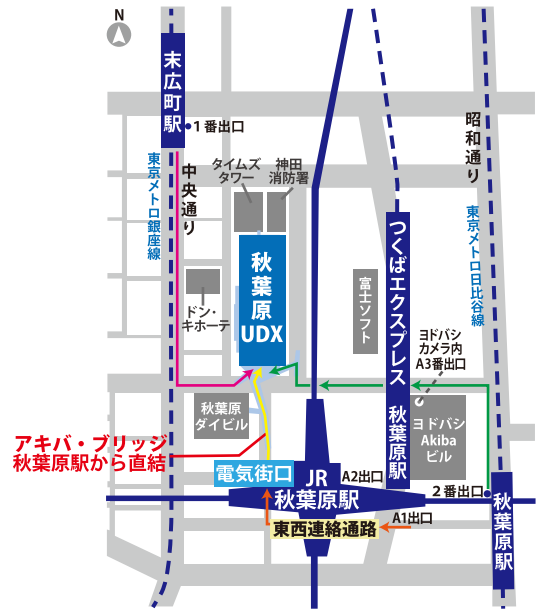 N
末広町駅
1番出口
東京メトロ銀座線
中央通り
タイムズ
タワー
神田
消防署
昭和通り
東京メトロ日比谷線
秋葉原
UDX
ドン・
キホーテ
富士ソフト
つくばエクスプレス 秋葉原駅
ヨドバシ
カメラ内
A3番出口
秋葉原
ダイビル
ヨドバシ
Akiba
ビル
アキバ・ブリッジ
秋葉原駅から直結
電気街口
JR
秋葉原駅
A2出口
2番出口
秋葉原駅
A1出口
東西連絡通路